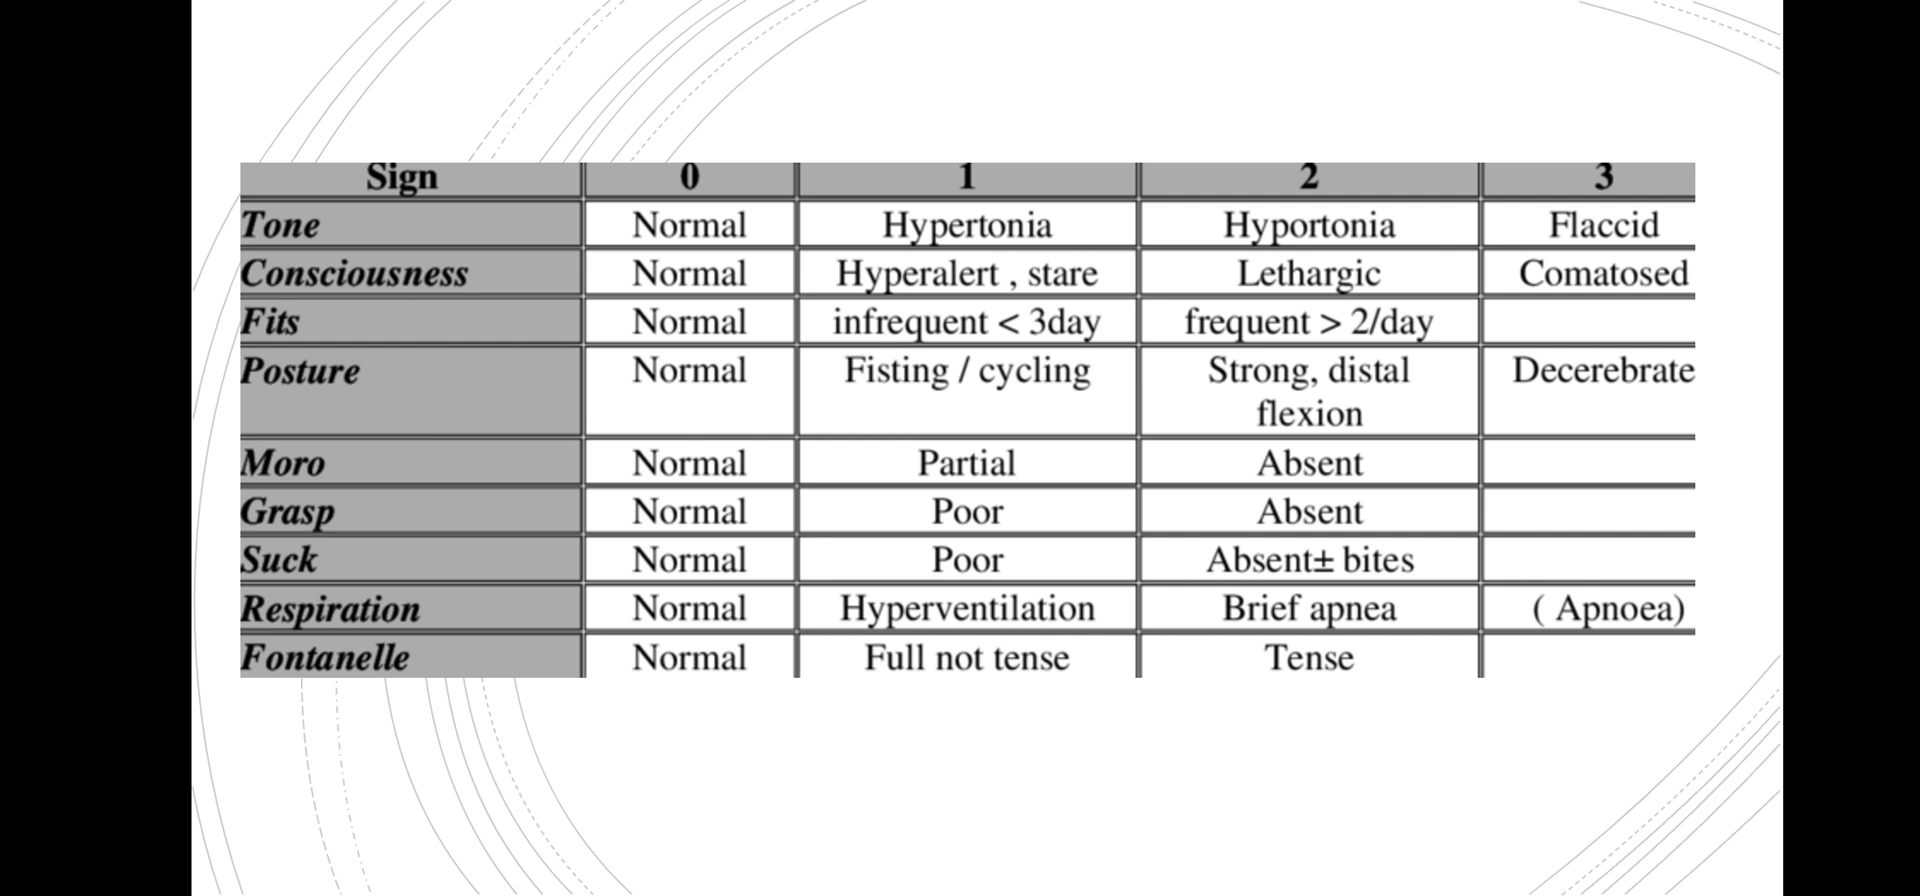 Sign 0 1 2 3
Tone Normal Hypertonia Hyportonia Flaccid
Consciousness Normal Hyperalert , stare Lethargic Comatosed
Fits Normal infrequent < 3day frequent > 2/day
Posture Normal Fisting / cycling Strong, distal Decerebrate
flexion
Moro Normal Partial Absent
Grasp Normal Poor Absent
Suck Normal Poor Absent± bites
Respiration Normal Hyperventilation Brief apnea ( Apnoea)
Fontanelle Normal Full not tense Tense